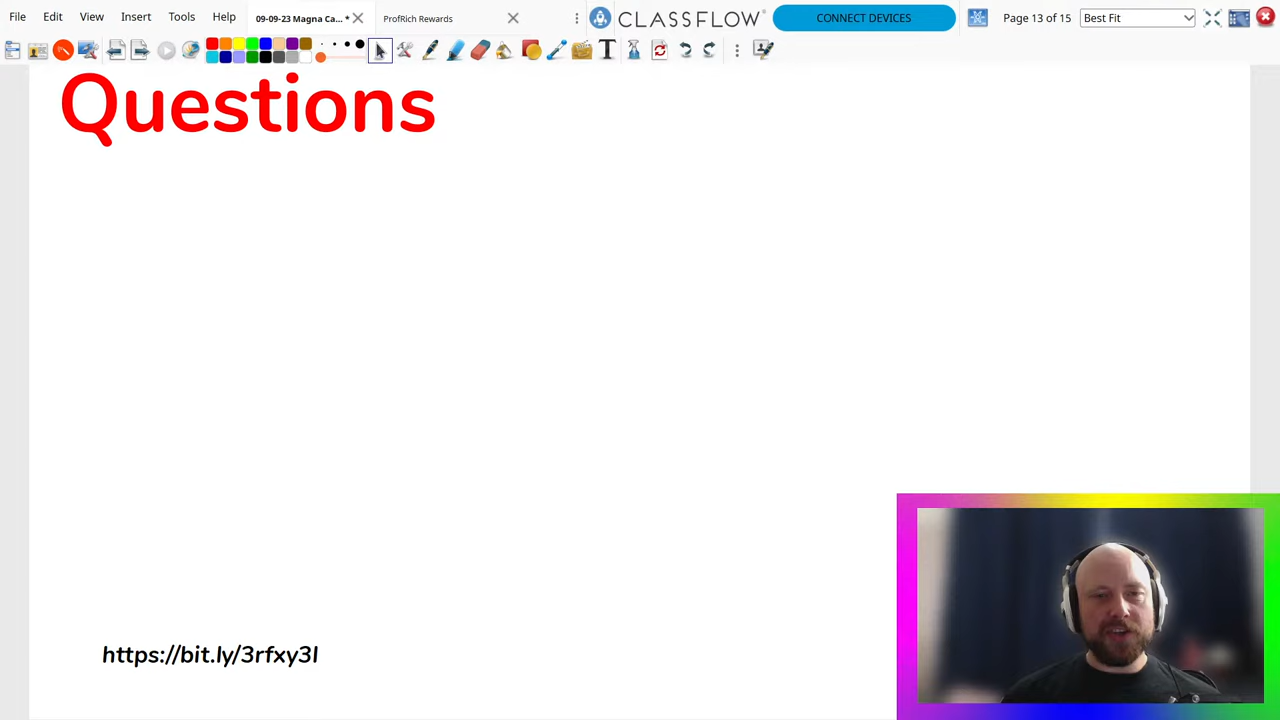 File Edit View Insert Tools Help
09-09-23 Magna Ca... *
ProfRich Rewards
CLASSFLOW
CONNECT DEVICES
Page 13 of 15
Best Fit
Questions
https://bit.ly/3rfxy3I